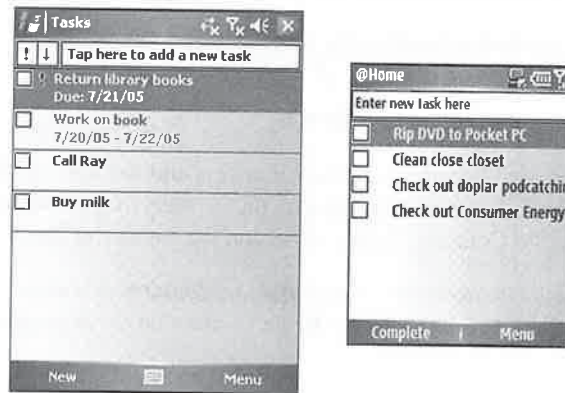 Tasks
! ↓ Tap here to add a new task
! Return library books
Due: 7/21/05
Work on book
7/20/05 - 7/22/05
Call Ray
Buy milk
New
Menu
@Home
Enter new task here
Rip DVD to Pocket PC
Clean close closet
Check out doplar podcatchin
Check out Consumer Energy
Complete
Menu